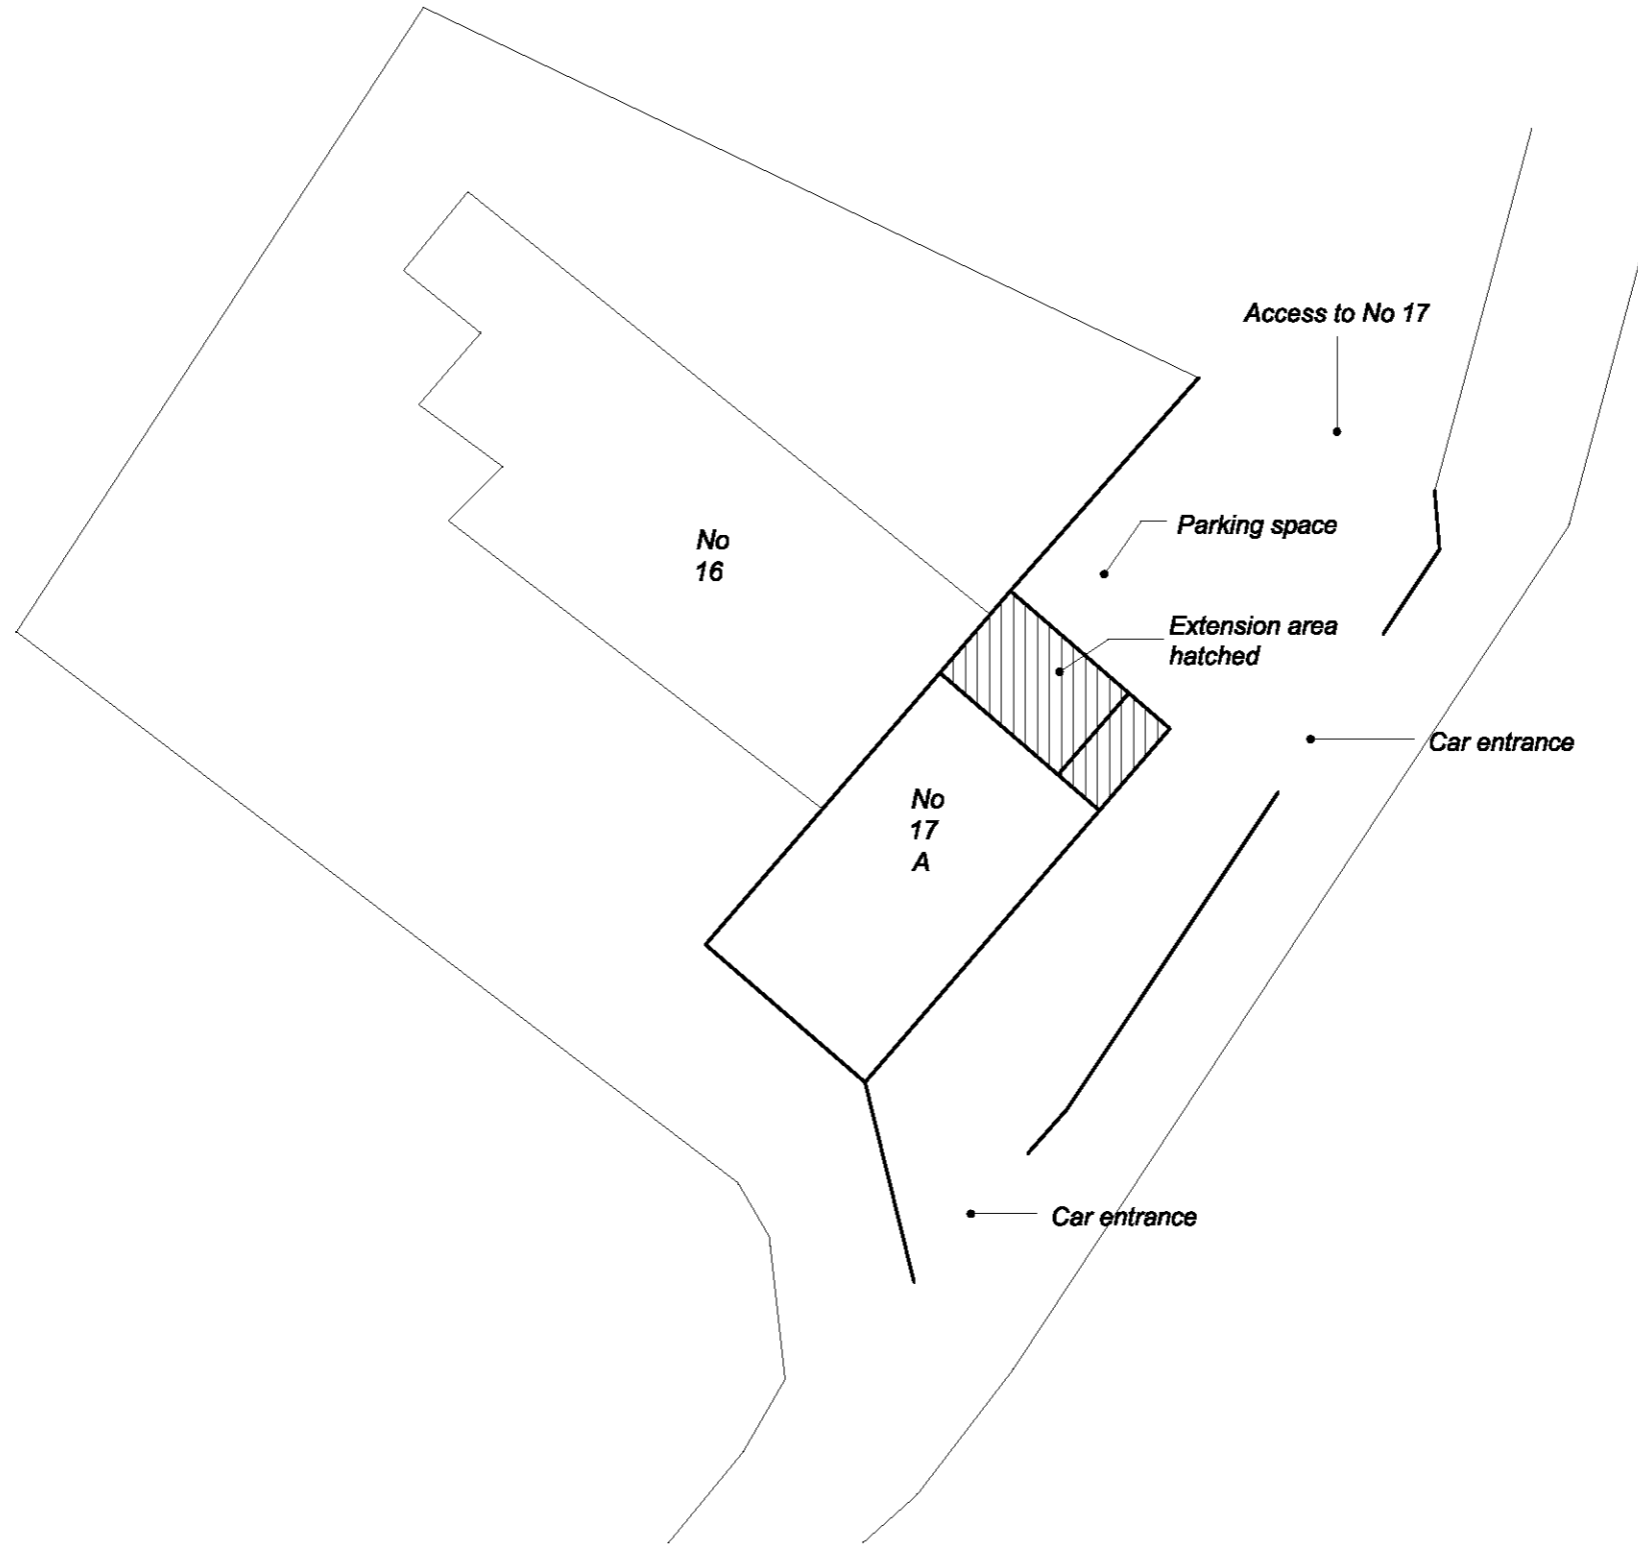 Access to No 17
Parking space
No
16
Extension area
hatched
Car entrance
No
17
A
Car entrance